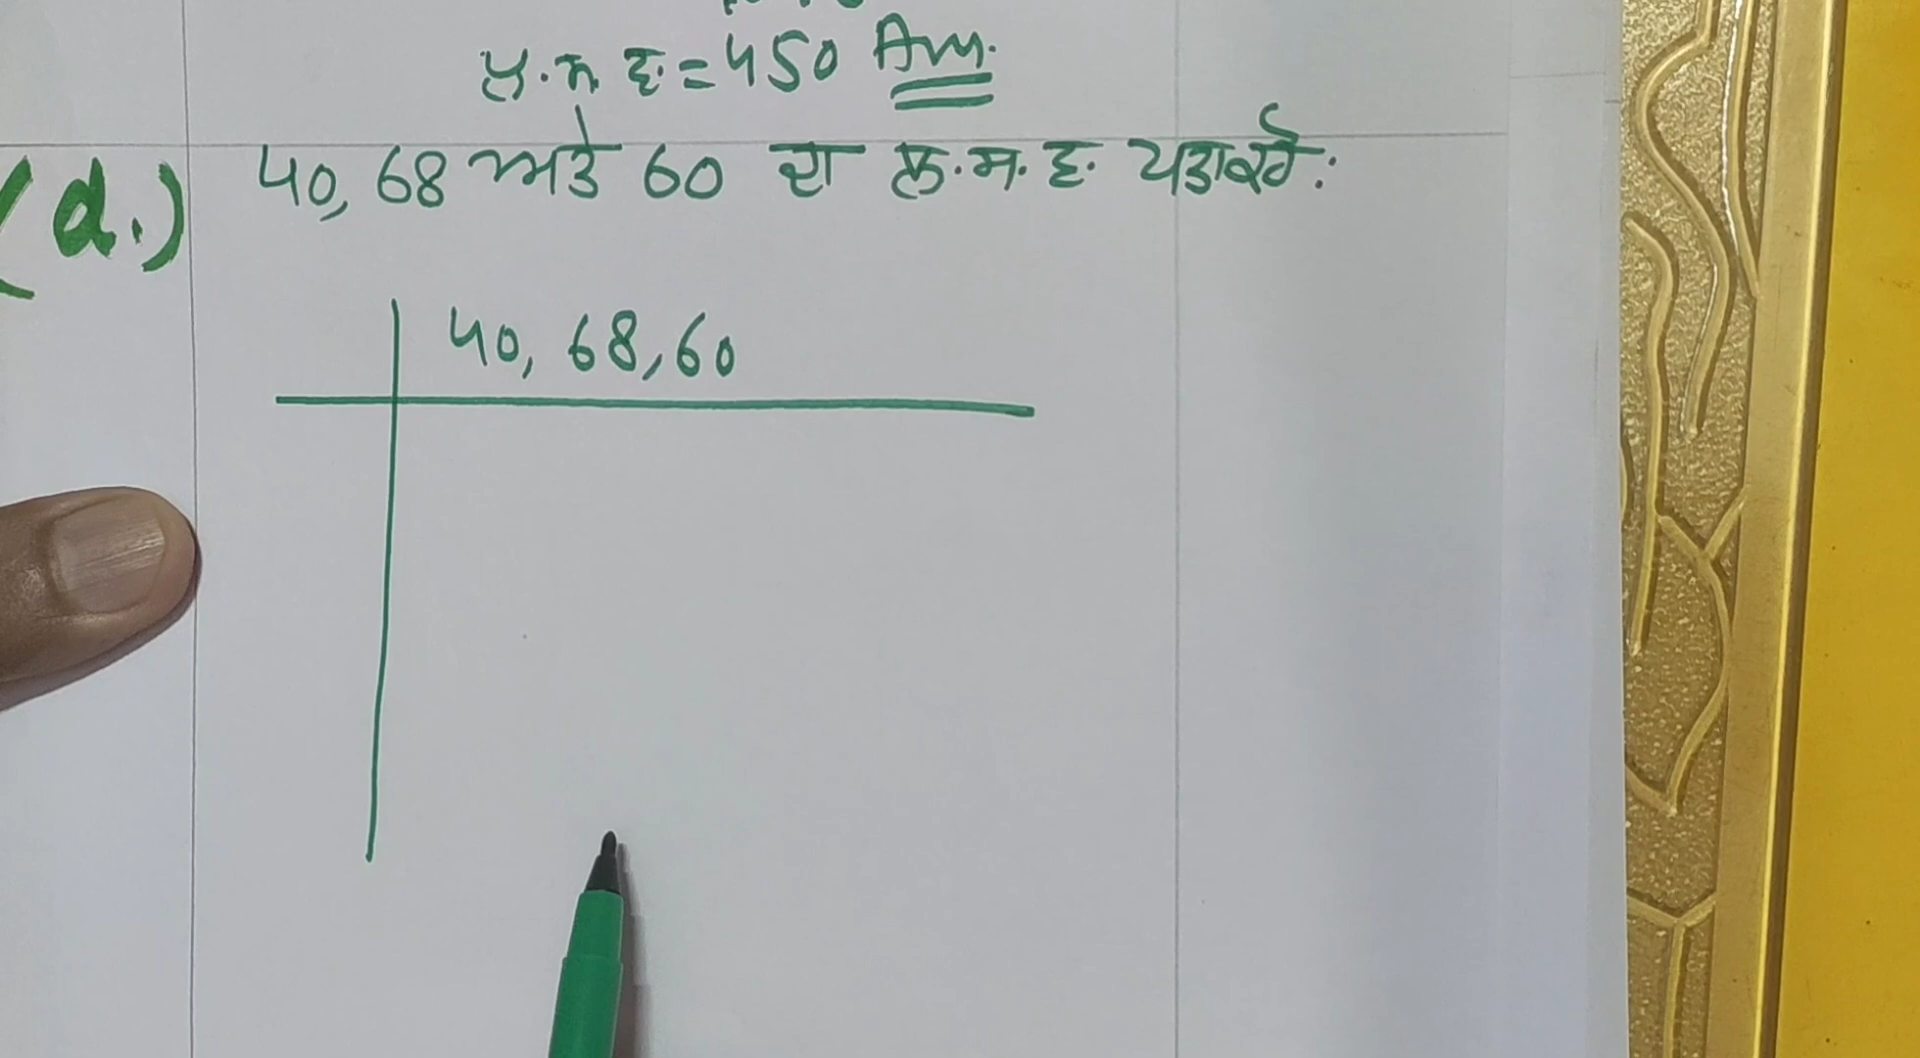 ਲ.ਸ.ਵ. = 450 Ans.
(d.) 40, 68 ਅਤੇ 60 ਦਾ ਲ.ਸ.ਵ. ਪਤਾ ਕਰੋ:
40, 68, 60